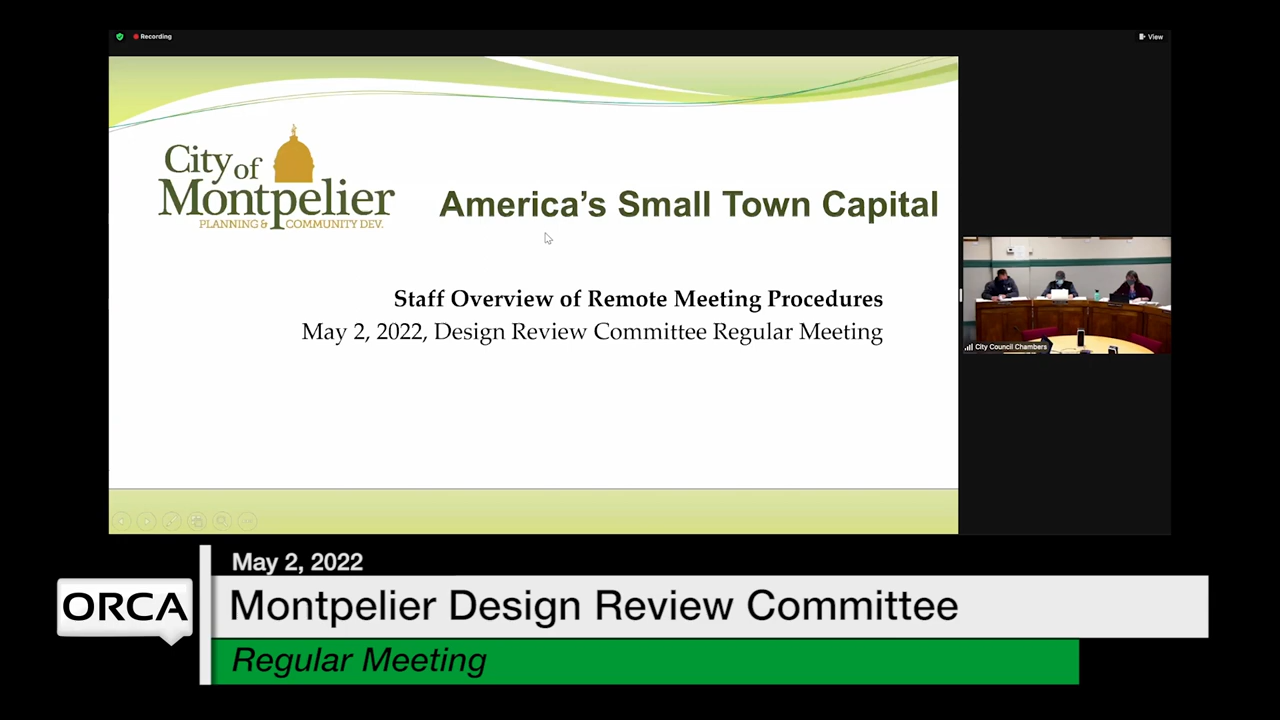 Recording
View
City of
Montpelier
PLANNING & COMMUNITY DEV.
America's Small Town Capital
Staff Overview of Remote Meeting Procedures
May 2, 2022, Design Review Committee Regular Meeting
City Council Chambers
May 2, 2022
ORCA
Montpelier Design Review Committee
Regular Meeting